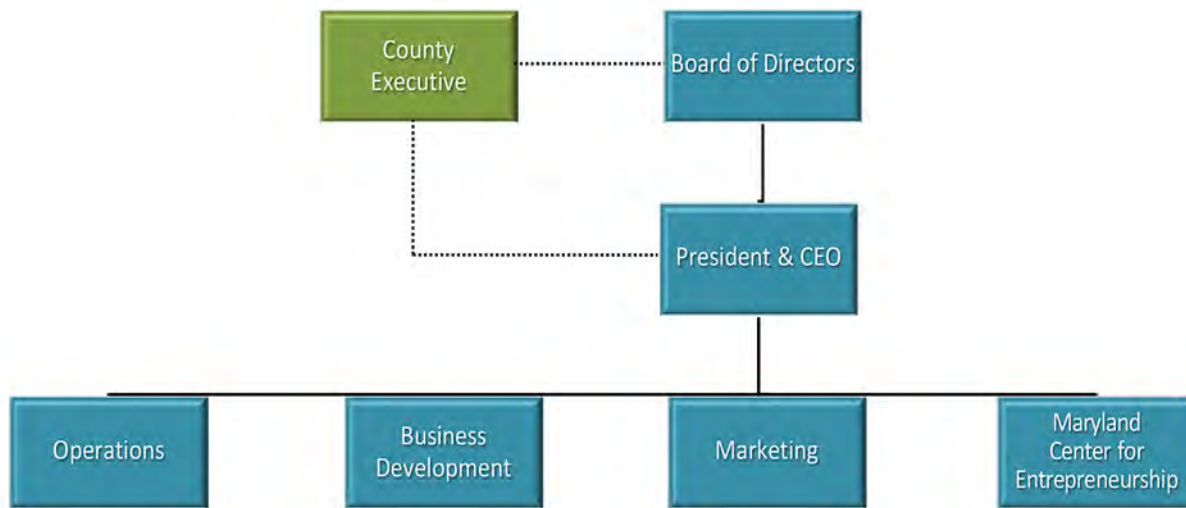 County
Executive
Board of Directors
President & CEO
Operations
Business
Development
Marketing
Maryland
Center for
Entrepreneurship